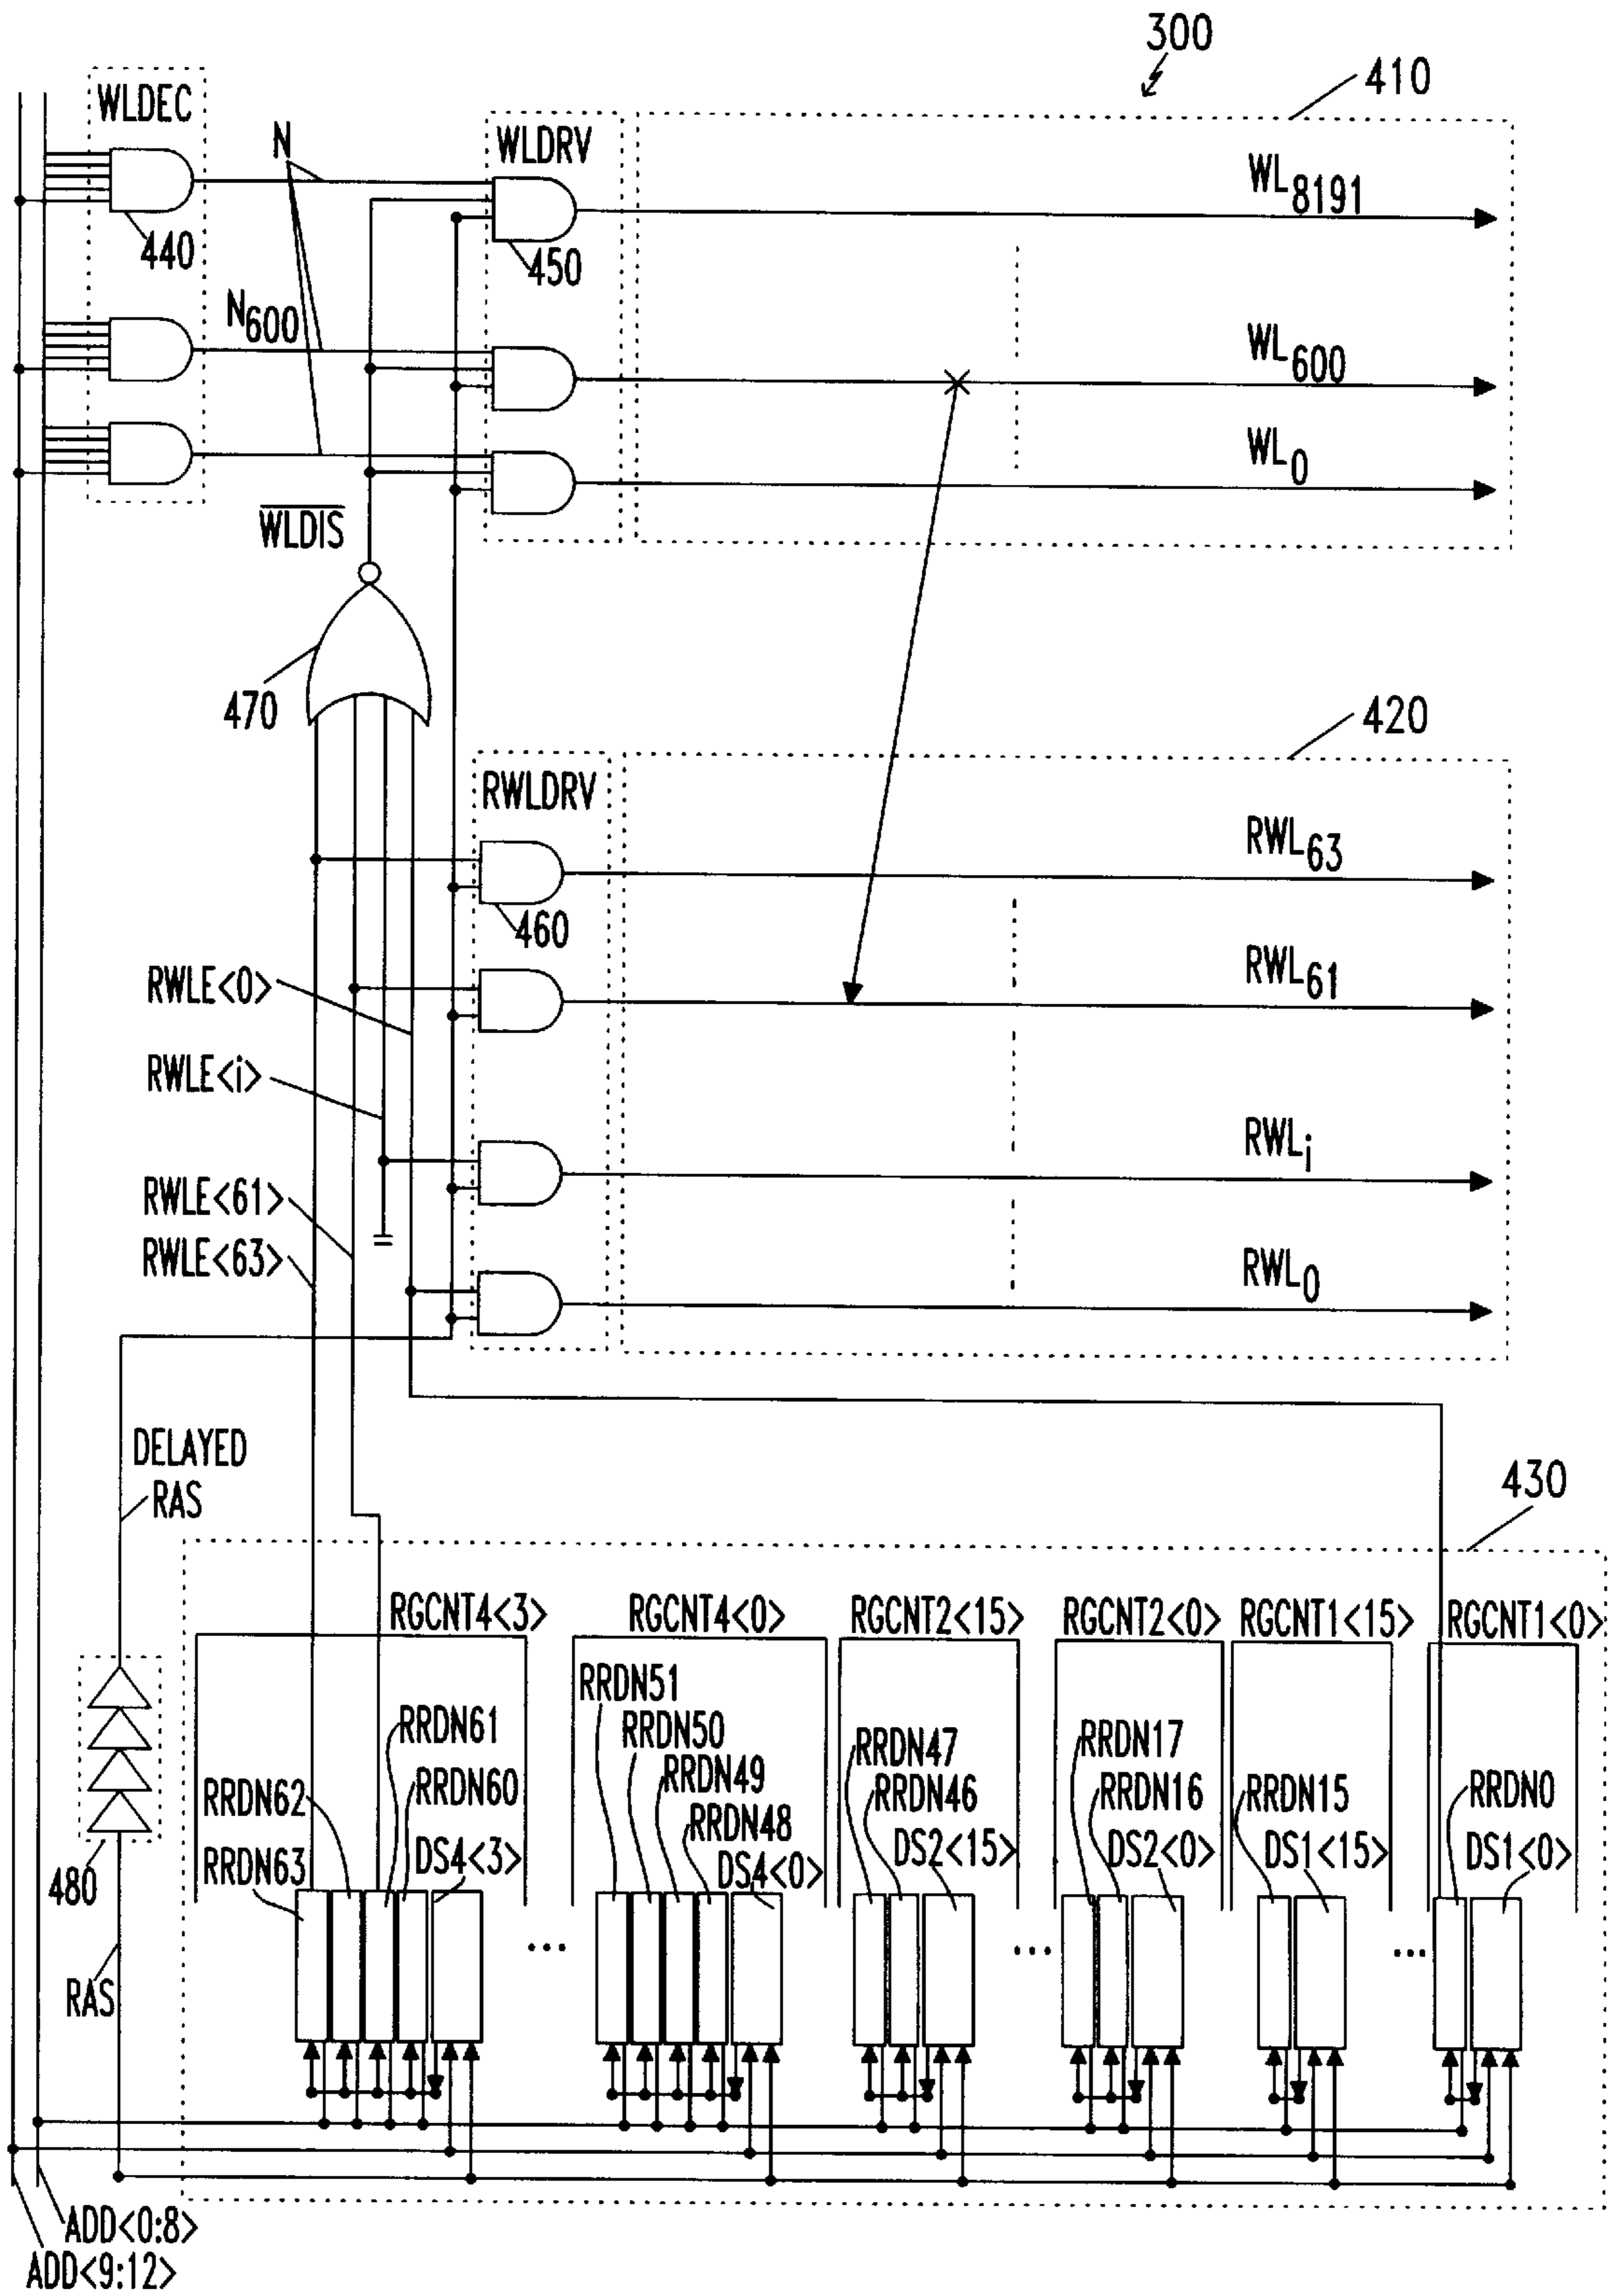 300
410
WLDEC
N
WLDRV
WL8191
440
450
N600
WL600
WL0
WLDIS
470
420
RWLDRV
RWL63
460
RWLE<0>
RWL61
RWLE<i>
RWLi
RWLE<61>
RWLE<63>
RWL0
DELAYED
RAS
430
RGCNT4<3>
RGCNT4<0>
RGCNT2<15>
RGCNT2<0>
RGCNT1<15>
RGCNT1<0>
RRDN51
RRDN61
RRDN50
RRDN47
RRDN17
RRDN62
RRDN60
RRDN49
RRDN46
RRDN16
RRDN15
RRDN0
RRDN63
DS4<3>
RRDN48
DS4<0>
DS2<15>
DS2<0>
DS1<15>
DS1<0>
480
RAS
ADD<0:8>
ADD<9:12>